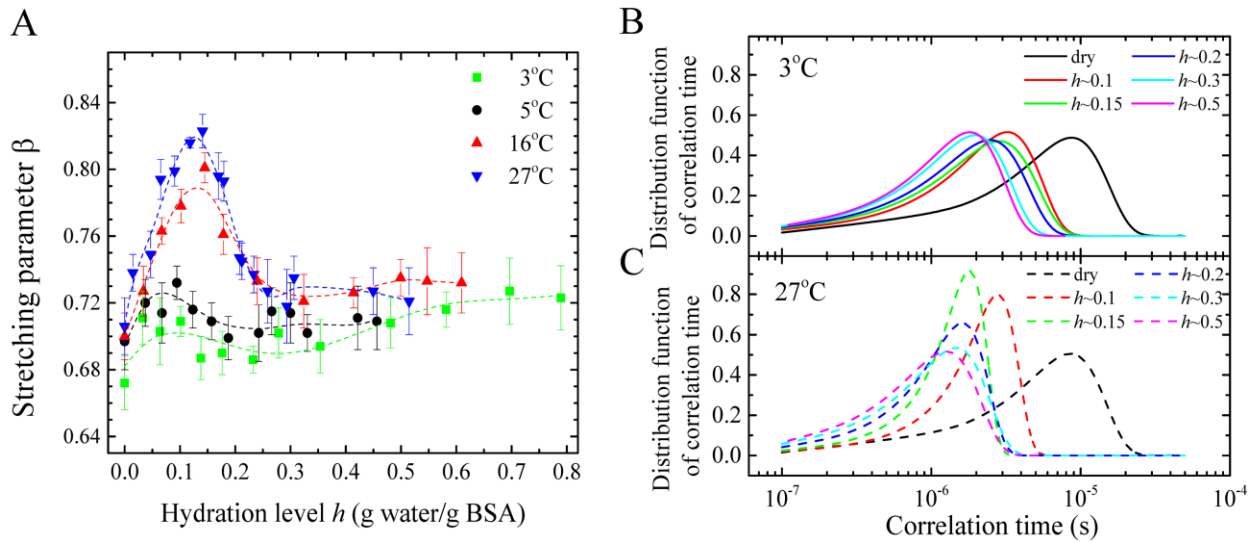 A
Stretching parameter β
0.84
0.80
0.76
0.72
0.68
0.64
3°C
5°C
16°C
27°C
0.0 0.1 0.2 0.3 0.4 0.5 0.6 0.7 0.8
Hydration level h (g water/g BSA)
B
Distribution function
of correlation time
0.8
0.6
0.4
0.2
0.0
3°C
dry
h~0.1
h~0.15
h~0.2
h~0.3
h~0.5
C
Distribution function
of correlation time
0.8
0.6
0.4
0.2
0.0
27°C
dry
h~0.1
h~0.15
h~0.2
h~0.3
h~0.5
10⁻⁷ 10⁻⁶ 10⁻⁵ 10⁻⁴
Correlation time (s)